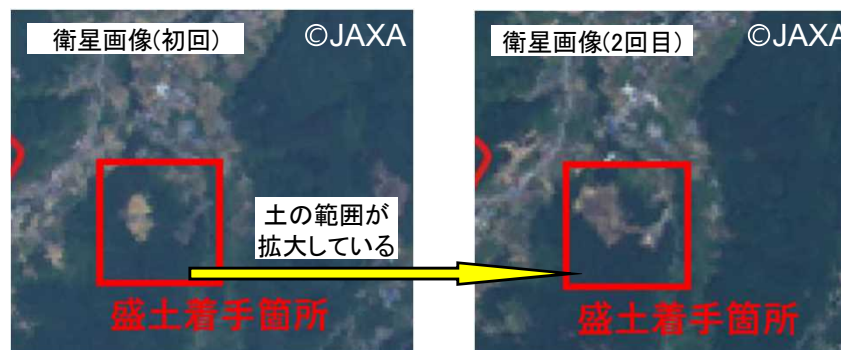 衛星画像(初回)
©JAXA
衛星画像(2回目)
©JAXA
土の範囲が
拡大している
盛土着手箇所
盛土着手箇所